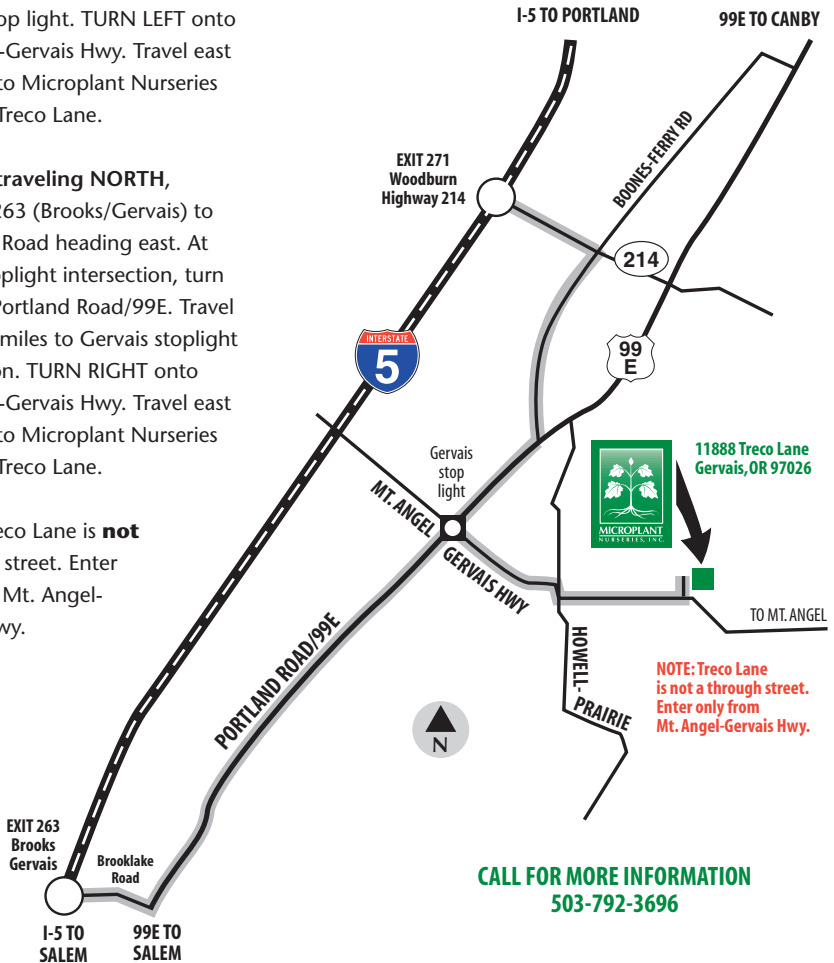 op light. TURN LEFT onto
-Gervais Hwy. Travel east
to Microplant Nurseries
Treco Lane.
traveling NORTH,
263 (Brooks/Gervais) to
Road heading east. At
plight intersection, turn
Portland Road/99E. Travel
miles to Gervais stoplight
on. TURN RIGHT onto
-Gervais Hwy. Travel east
to Microplant Nurseries
Treco Lane.
eco Lane is not
street. Enter
Mt. Angel-
wy.
I-5 TO PORTLAND
99E TO CANBY
EXIT 271
Woodburn
Highway 214
BOONES-FERRY RD
214
INTERSTATE
5
99
E
Gervais
stop
light
MT. ANGEL
GERVAIS HWY
MICROPLANT
NURSERIES, INC.
11888 Treco Lane
Gervais,OR 97026
TO MT. ANGEL
HOWELL-
PRAIRIE
NOTE: Treco Lane
is not a through street.
Enter only from
Mt. Angel-Gervais Hwy.
PORTLAND ROAD/99E
N
EXIT 263
Brooks
Gervais
Brooklake
Road
I-5 TO
SALEM
99E TO
SALEM
CALL FOR MORE INFORMATION
503-792-3696